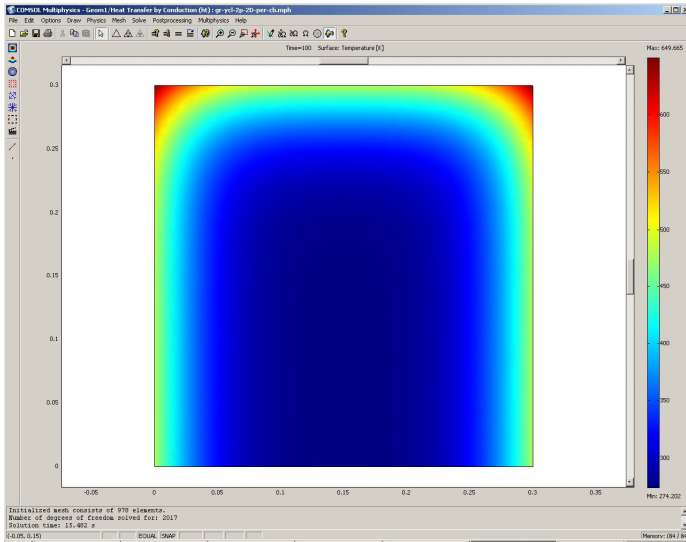 COMSOL Multiphysics - Geom1/Heat Transfer by Conduction (ht) : gr-ycl-2p-2D-per-cb.mph
File Edit Options Draw Physics Mesh Solve Postprocessing Multiphysics Help
Time=100 Surface: Temperature [K]
Max: 649.665
0.3
0.25
0.2
0.15
0.1
0.05
0
-0.05 0 0.05 0.1 0.15 0.2 0.25 0.3 0.35
600
550
500
450
400
350
300
Min: 274.202
Initialized mesh consists of 978 elements.
Number of degrees of freedom solved for: 2017
Solution time: 15.482 s
(-0.05, 0.15) EQUAL SNAP Memory: (84 / 84